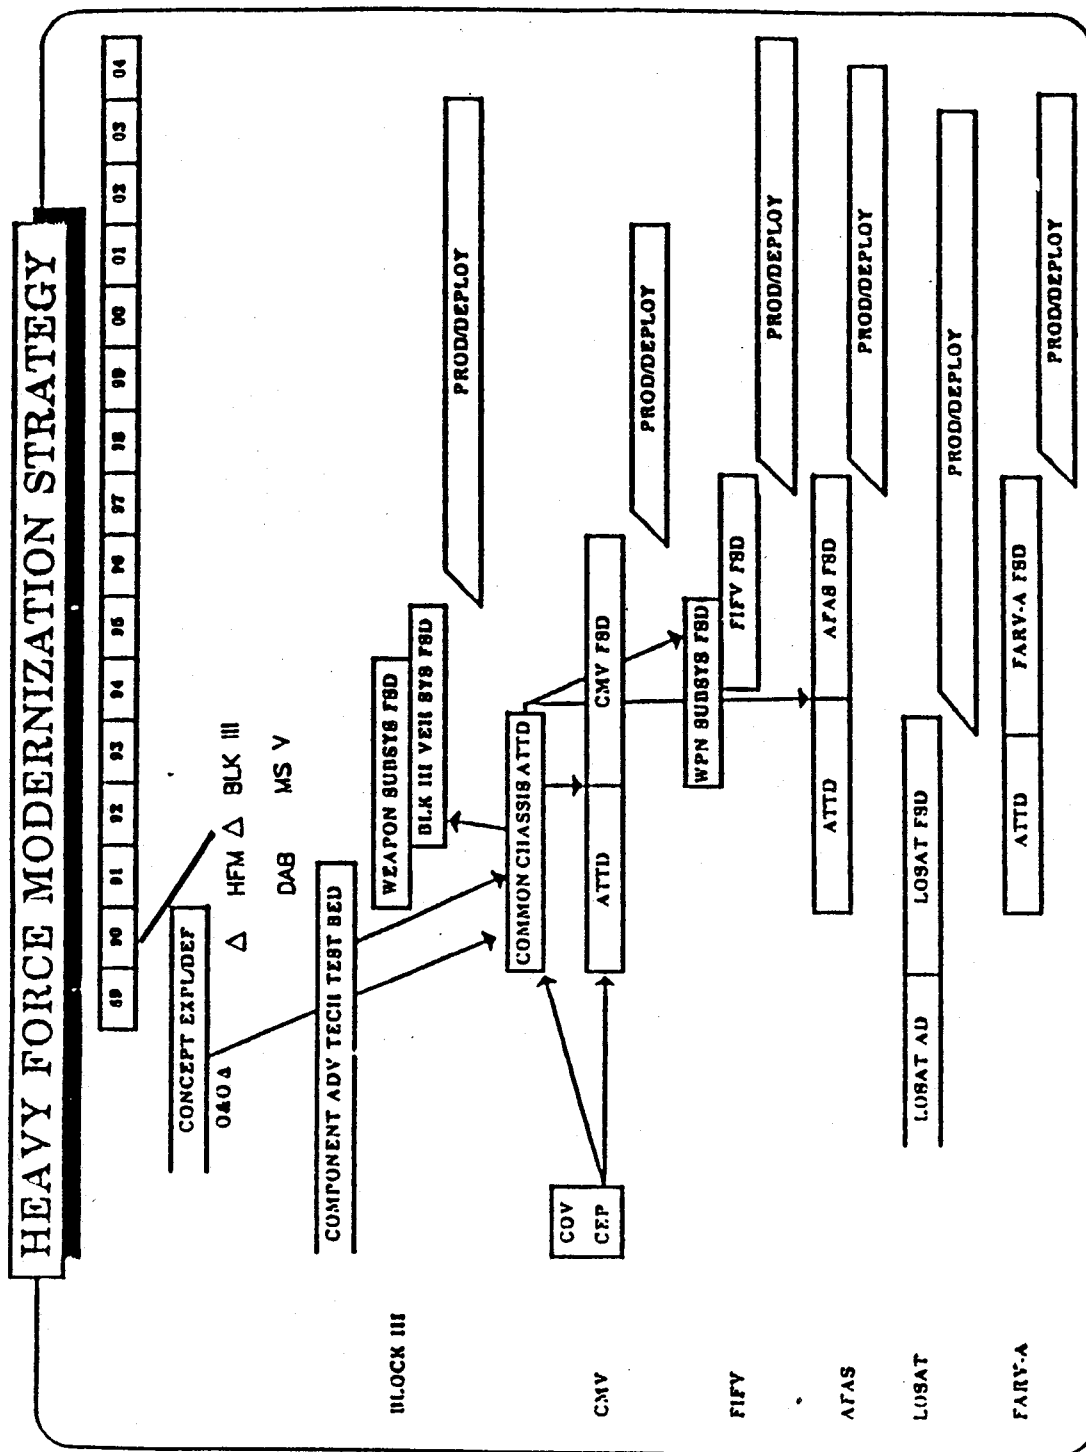 HEAVY FORCE MODERNIZATION STRATEGY
89 90 91 92 93 94 95 96 97 98 99 00 01 02 03 04
CONCEPT EXPL/DEF
O&O Δ
Δ HFM Δ BLK III
DAB MS V
COMPONENT ADV TECH TEST BED
BLOCK III
WEAPON SUBSYS FSD
BLK III VEH SYS FSD
PROD/DEPLOY
COMMON CHASSIS ATTD
COV
CEP
CMV
ATTD
CMV FSD
PROD/DEPLOY
WPN SUBSYS FSD
FIFV
FIFV FSD
PROD/DEPLOY
AFAS
ATTD
AFAS FSD
PROD/DEPLOY
LOSAT
LOSAT AD
LOSAT FSD
PROD/DEPLOY
FARV-A
ATTD
FARV-A FSD
PROD/DEPLOY